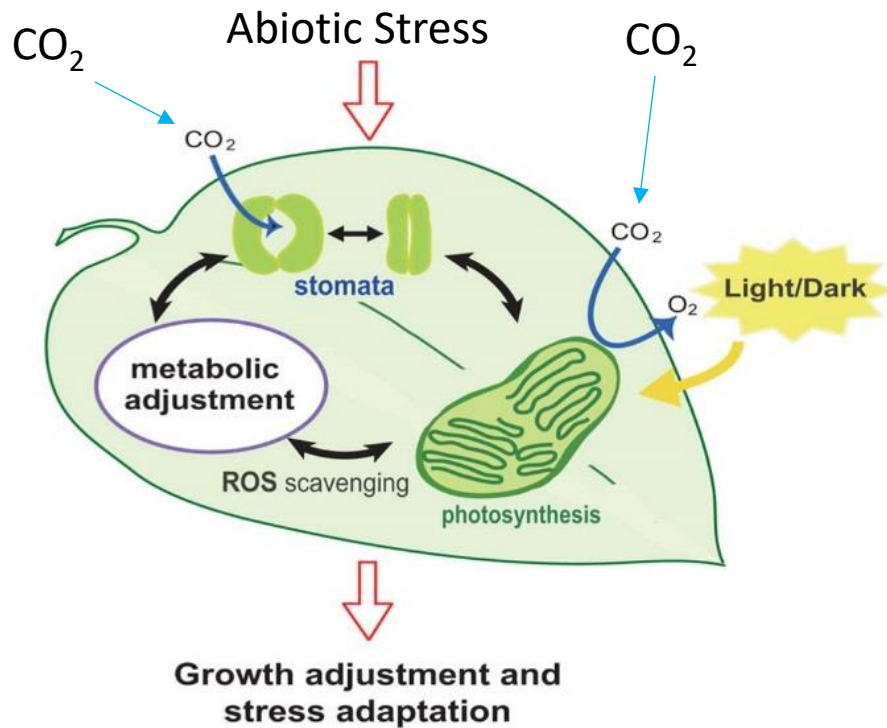 Abiotic Stress
CO₂
CO₂
CO₂
stomata
CO₂
O₂
Light/Dark
metabolic
adjustment
ROS scavenging
photosynthesis
Growth adjustment and
stress adaptation